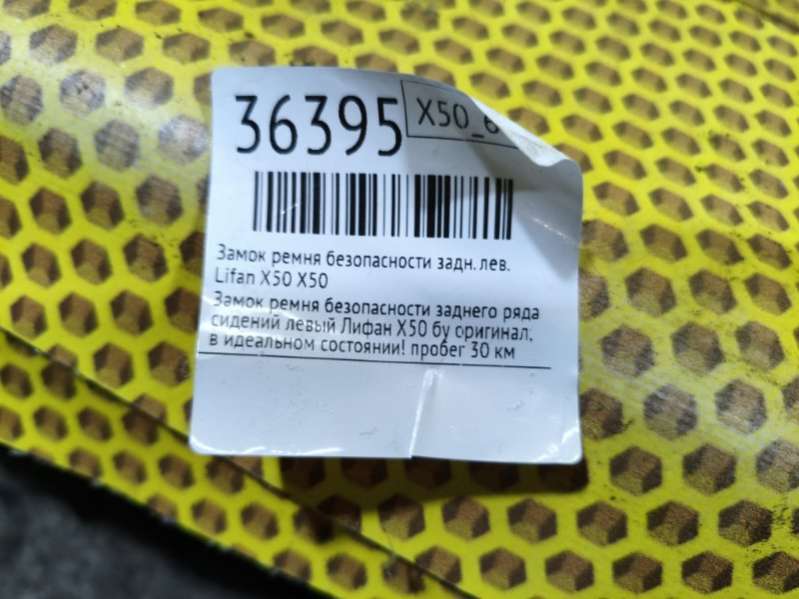 36395
X50_6
Замок ремня безопасности задн. лев.
Lifan X50 X50
Замок ремня безопасности заднего ряда
сидений левый Лифан X50 бу оригинал,
в идеальном состоянии! пробег 30 км